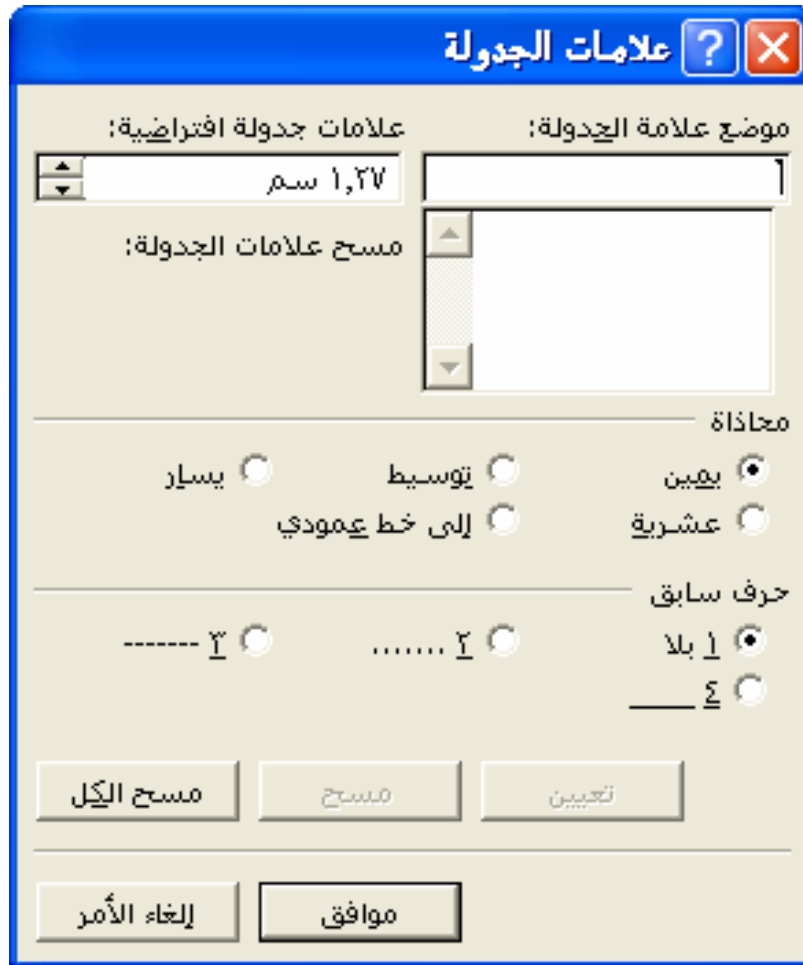 علامات الجدولة
موضع علامة الجدولة: علامات جدولة افتراضية:
١,٢٧ سم
مسح علامات الجدولة:
محاذاة
يمين توسيط يسار
عشرية إلى خط عمودي
حرف سابق
١ بلا ٢ ....... ٣ -------
٤ ____
تعيين مسح مسح الكل
موافق إلغاء الأمر